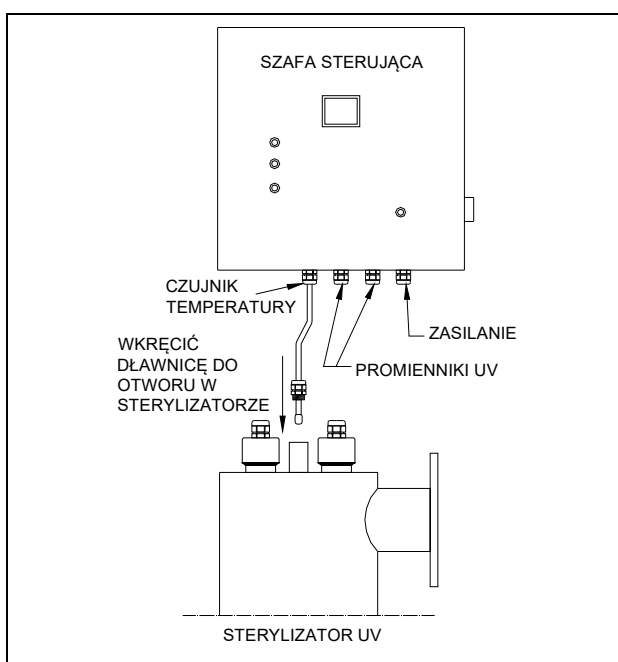 SZAFA STERUJĄCA
CZUJNIK
TEMPERATURY
ZASILANIE
WKRĘCIĆ
DŁAWNICĘ DO
OTWORU W
STERYLIZATORZE
PROMIENNIKI UV
STERYLIZATOR UV